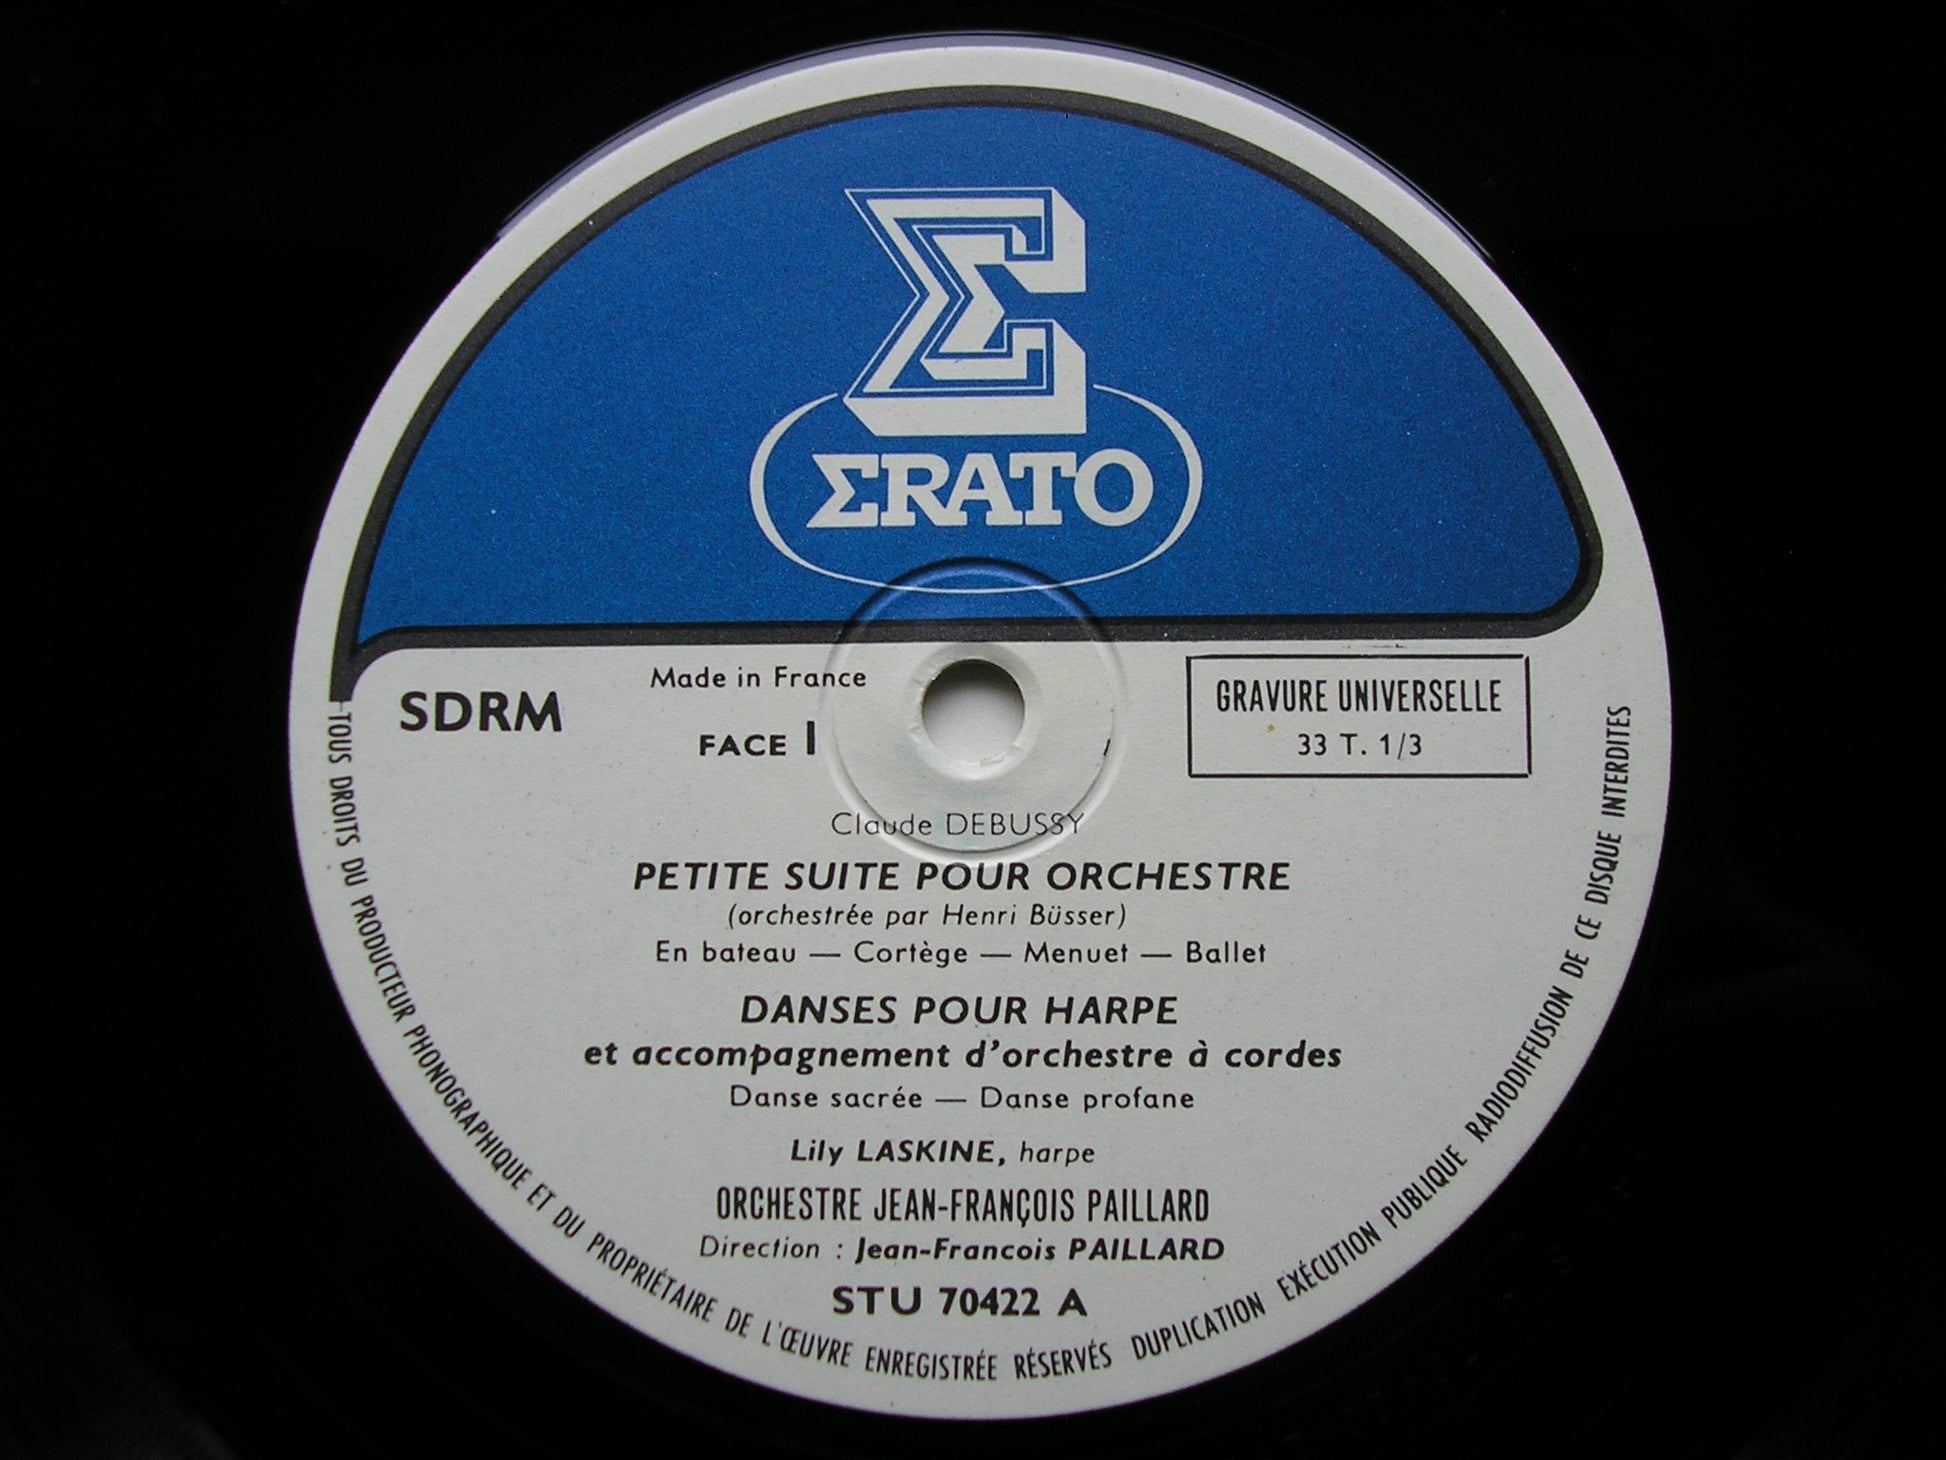 Σ
ΣRATO
SDRM
Made in France
FACE 1
GRAVURE UNIVERSELLE
33 T. 1/3
Claude DEBUSSY
PETITE SUITE POUR ORCHESTRE
(orchestrée par Henri Büsser)
En bateau — Cortège — Menuet — Ballet
DANSES POUR HARPE
et accompagnement d'orchestre à cordes
Danse sacrée — Danse profane
Lily LASKINE, harpe
ORCHESTRE JEAN-FRANÇOIS PAILLARD
Direction : Jean-Francois PAILLARD
STU 70422 A
TOUS DROITS DU PRODUCTEUR PHONOGRAPHIQUE ET DU PROPRIÉTAIRE DE L'ŒUVRE ENREGISTRÉE RÉSERVÉS DUPLICATION EXÉCUTION PUBLIQUE RADIODIFFUSION DE CE DISQUE INTERDITES